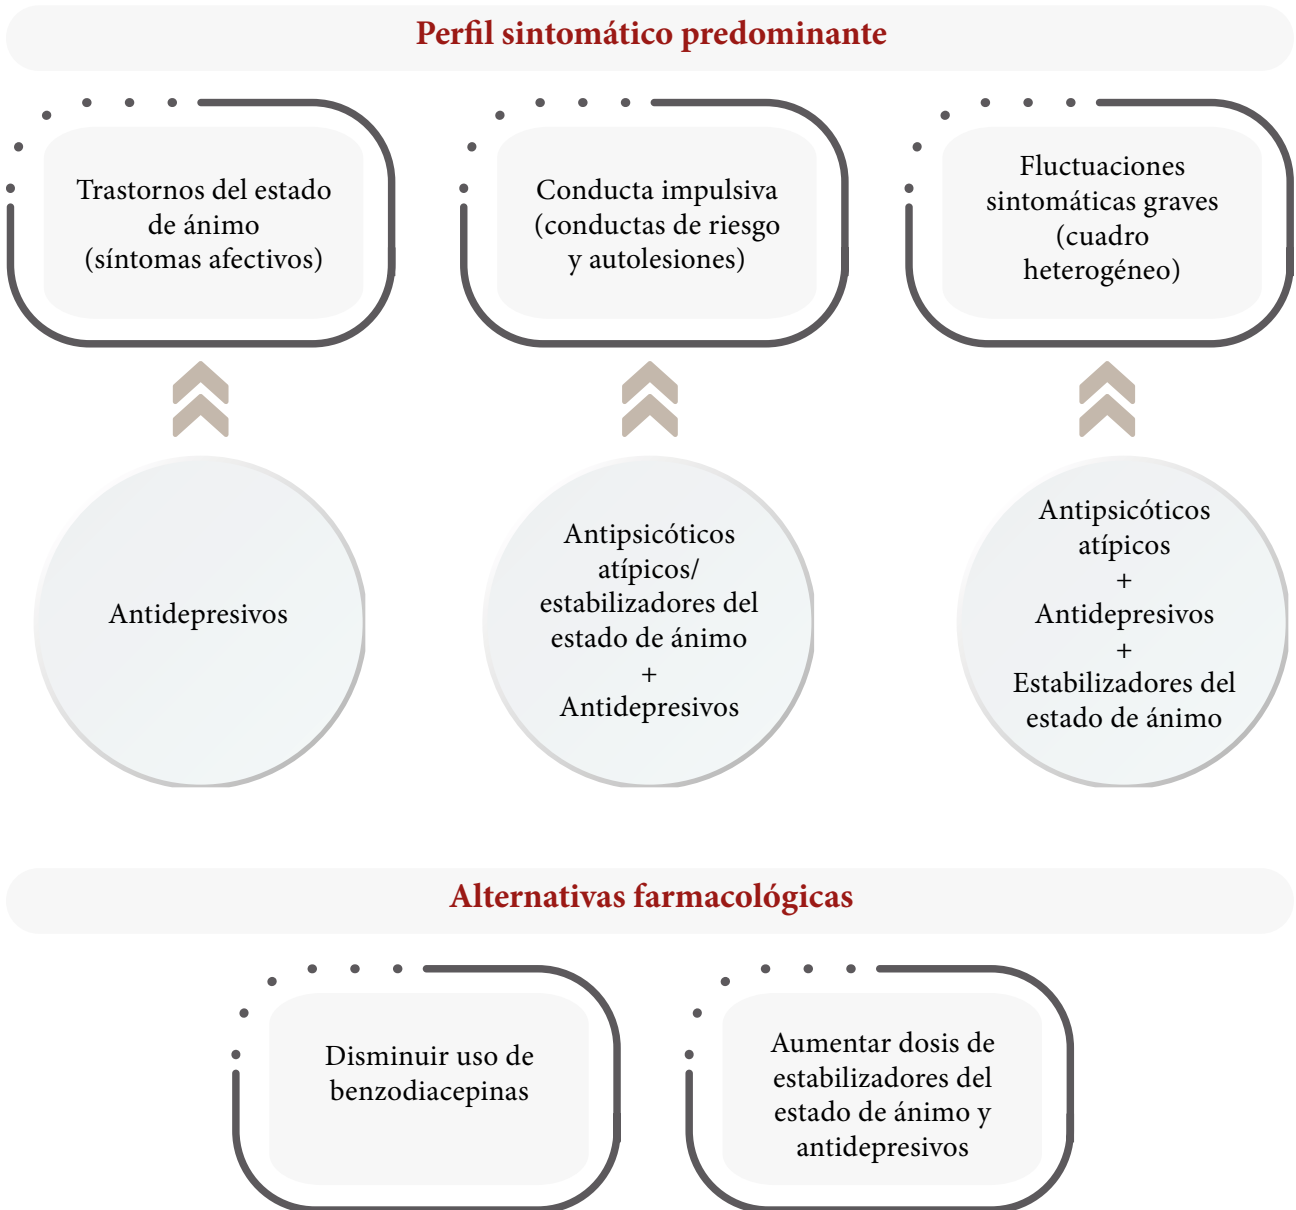 Perfil sintomático predominante
Trastornos del estado
de ánimo
(síntomas afectivos)
Conducta impulsiva
(conductas de riesgo
y autolesiones)
Fluctuaciones
sintomáticas graves
(cuadro
heterogéneo)
Antidepresivos
Antipsicóticos
atípicos/
estabilizadores del
estado de ánimo
+
Antidepresivos
Antipsicóticos
atípicos
+
Antidepresivos
+
Estabilizadores del
estado de ánimo
Alternativas farmacológicas
Disminuir uso de
benzodiacepinas
Aumentar dosis de
estabilizadores del
estado de ánimo y
antidepresivos